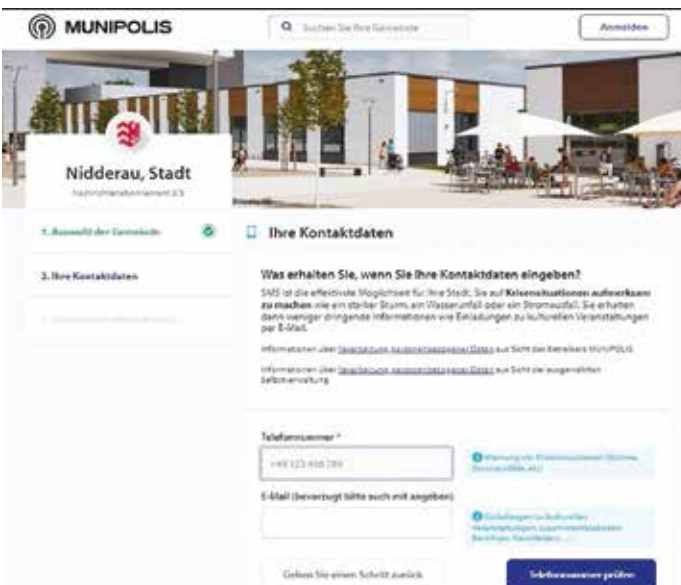 MUNIPOLIS
Suchen Sie Ihre Gemeinde
Anmelden
Nidderau, Stadt
Nachrichtenabonnement
1. Auswahl der Gemeinde
2. Ihre Kontaktdaten
Ihre Kontaktdaten
Was erhalten Sie, wenn Sie Ihre Kontaktdaten eingeben?
SMS ist die effektivste Möglichkeit für Ihre Stadt, Sie auf Krisensituationen aufmerksam
zu machen wie ein starker Sturm, ein Wasserunfall oder ein Stromausfall. Sie erhalten
dann weniger dringende Informationen wie Einladungen zu kulturellen Veranstaltungen
per E-Mail.
Informationen über Verarbeitung personenbezogener Daten aus Sicht des Betreibers MUNIPOLIS
Informationen über Verarbeitung personenbezogener Daten aus Sicht der ausgewählten
Selbstverwaltung
Telefonnummer *
+49 123 456 789
Warnung vor Krisensituationen (Stürme,
Stromausfälle, etc)
E-Mail (bevorzugt bitte auch mit angeben)
Einladungen zu kulturellen
Veranstaltungen, zusammenfassenden
Berichten, Newslettern, ...
Gehen Sie einen Schritt zurück
Telefonnummer prüfen